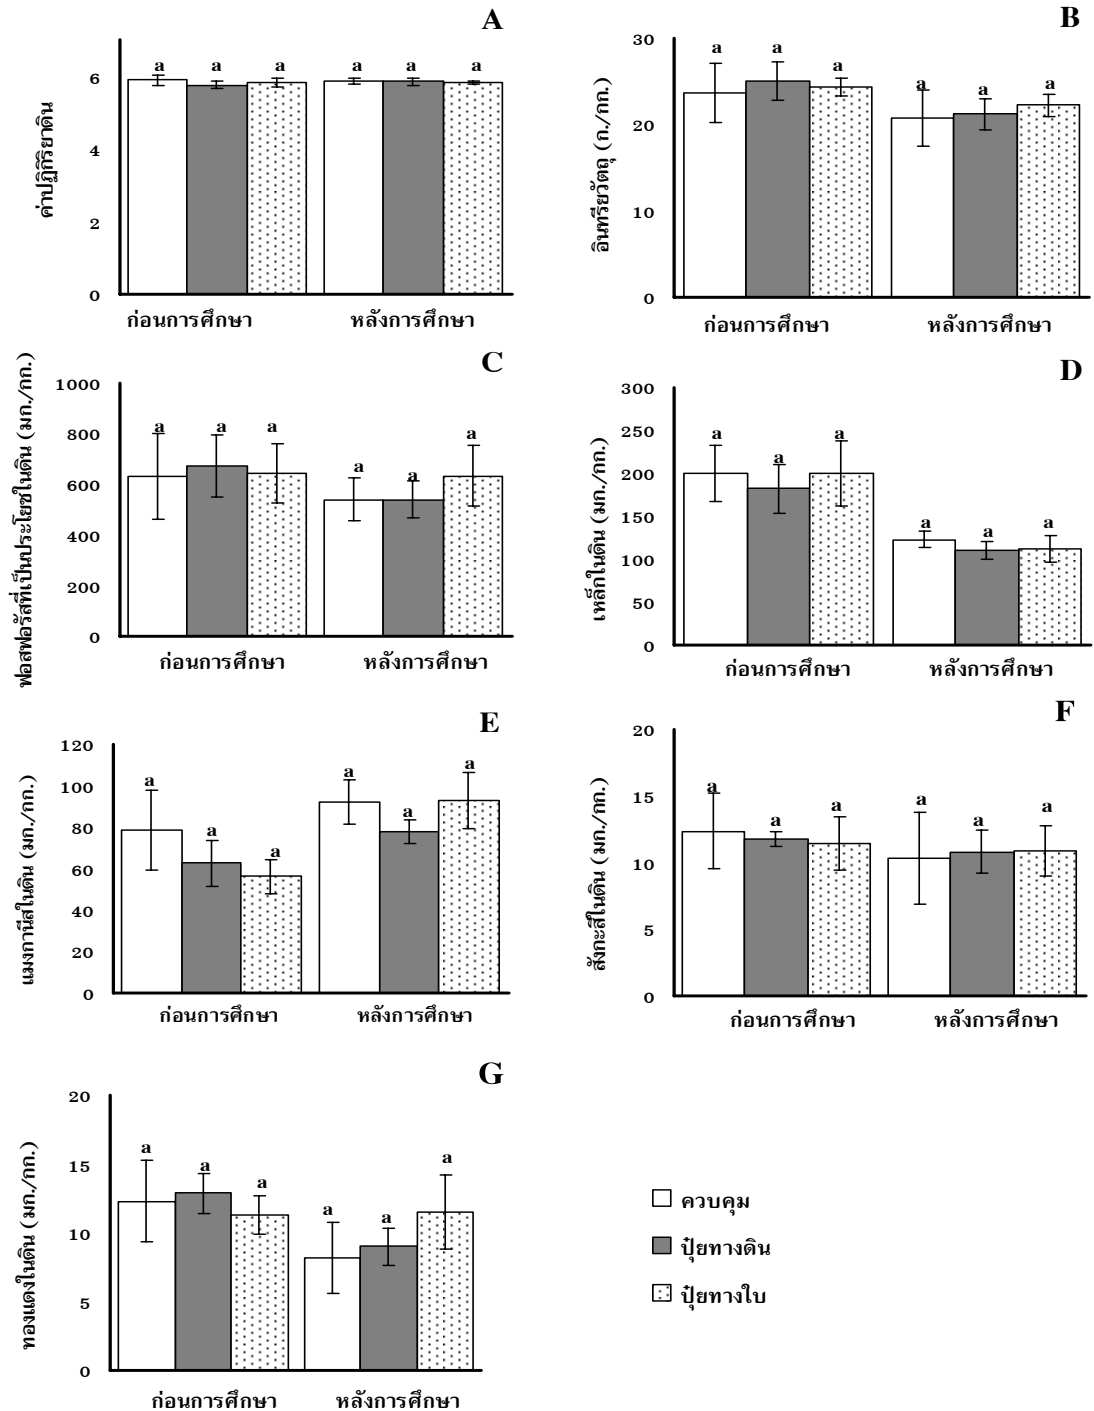 A
ค่าปฏิกิริยาดิน
6
4
2
0
a a a a a a
ก่อนการศึกษา หลังการศึกษา
B
อินทรียวัตถุ (ก./กก.)
30
20
10
0
a a a a a a
ก่อนการศึกษา หลังการศึกษา
C
ฟอสฟอรัสที่เป็นประโยชน์ในดิน (มก./กก.)
1000
800
600
400
200
0
a a a a a a
ก่อนการศึกษา หลังการศึกษา
D
เหล็กในดิน (มก./กก.)
300
250
200
150
100
50
0
a a a a a a
ก่อนการศึกษา หลังการศึกษา
E
แมงกานีสในดิน (มก./กก.)
120
100
80
60
40
20
0
a a a a a a
ก่อนการศึกษา หลังการศึกษา
F
สังกะสีในดิน (มก./กก.)
20
15
10
5
0
a a a a a a
ก่อนการศึกษา หลังการศึกษา
G
ทองแดงในดิน (มก./กก.)
20
15
10
5
0
a a a a a a
ก่อนการศึกษา หลังการศึกษา
ควบคุม
ปุ๋ยทางดิน
ปุ๋ยทางใบ